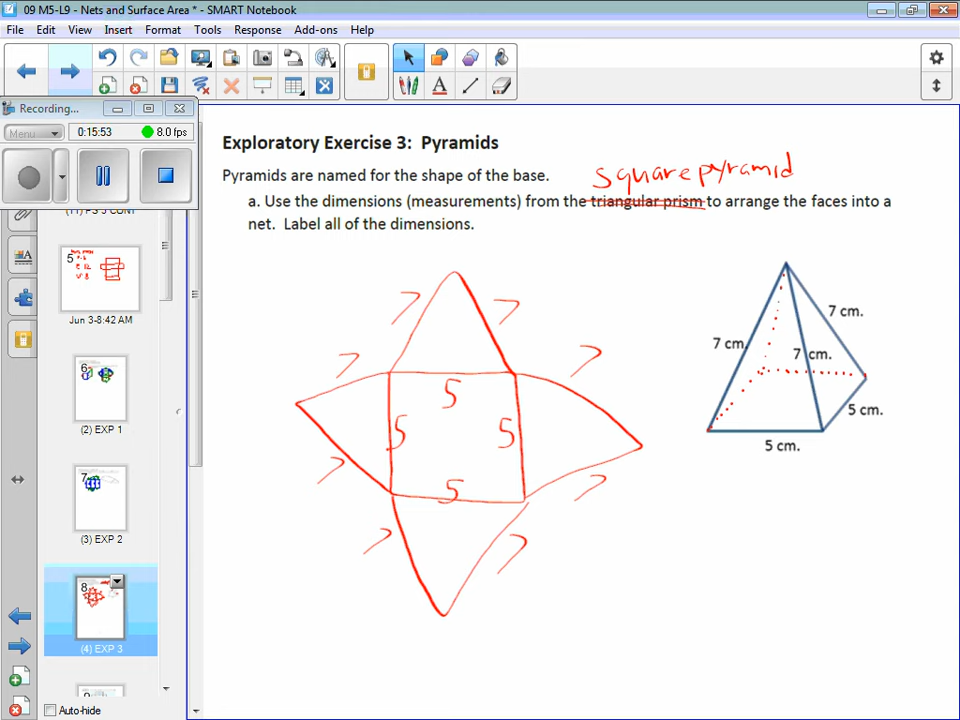 09 M5-L9 - Nets and Surface Area * - SMART Notebook
File Edit View Insert Format Tools Response Add-ons Help
Recording...
Menu 0:15:53 8.0 fps
Exploratory Exercise 3: Pyramids
Pyramids are named for the shape of the base.
square pyramid
a. Use the dimensions (measurements) from the triangular prism to arrange the faces into a
net. Label all of the dimensions.
7 7
7 7
5
5 5
5
7 7
7 7
7 cm.
7 cm.
7 cm.
5 cm.
5 cm.
5
Jun 3-8:42 AM
6
(2) EXP 1
7
(3) EXP 2
8
(4) EXP 3
Auto-hide